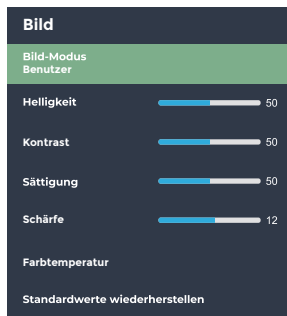 Bild
Bild-Modus
Benutzer
Helligkeit 50
Kontrast 50
Sättigung 50
Schärfe 12
Farbtemperatur
Standardwerte wiederherstellen